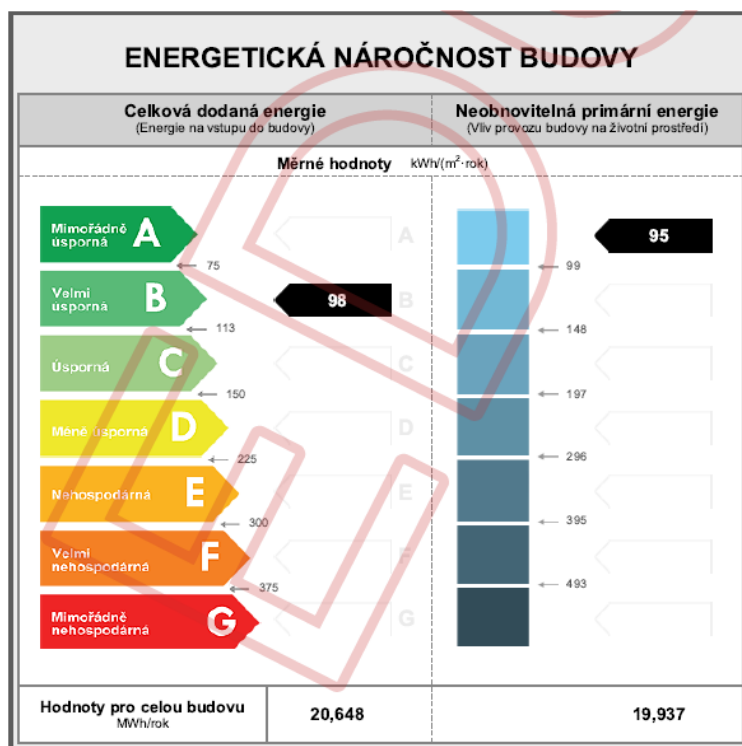 ENERGETICKÁ NÁROČNOST BUDOVY
Celková dodaná energie
(Energie na vstupu do budovy)
Neobnovitelná primární energie
(Vliv provozu budovy na životní prostředí)
Měrné hodnoty kWh/(m²·rok)
Mimořádně
úsporná
A
A
95
75
99
Velmi
úsporná
B
98
B
113
148
Úsporná
C
C
150
197
Méně úsporná
D
D
225
296
Nehospodárná
E
E
300
395
Velmi
nehospodárná
F
F
375
493
Mimořádně
nehospodárná
G
G
Hodnoty pro celou budovu
MWh/rok
20,648
19,937